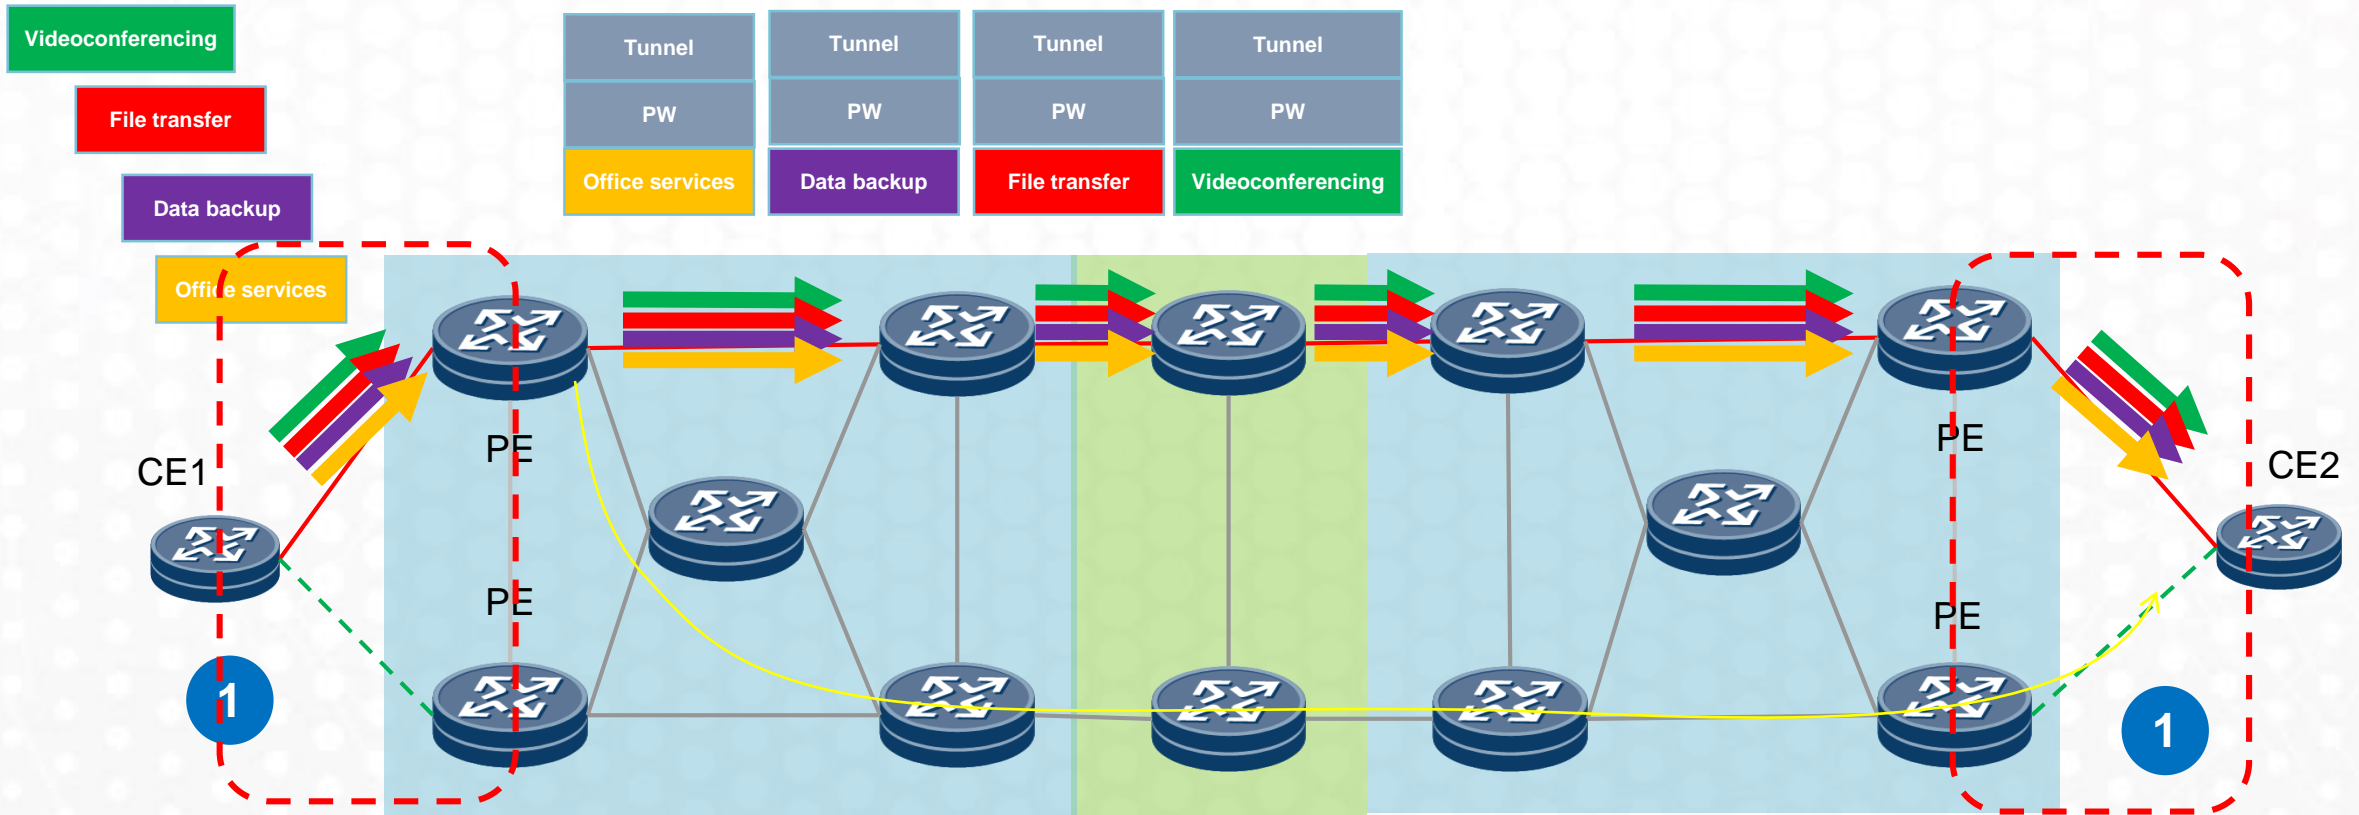 Videoconferencing
File transfer
Data backup
Office services
Tunnel
Tunnel
Tunnel
Tunnel
PW
PW
PW
PW
Office services
Data backup
File transfer
Videoconferencing
CE1
PE
PE
PE
PE
CE2
1
1